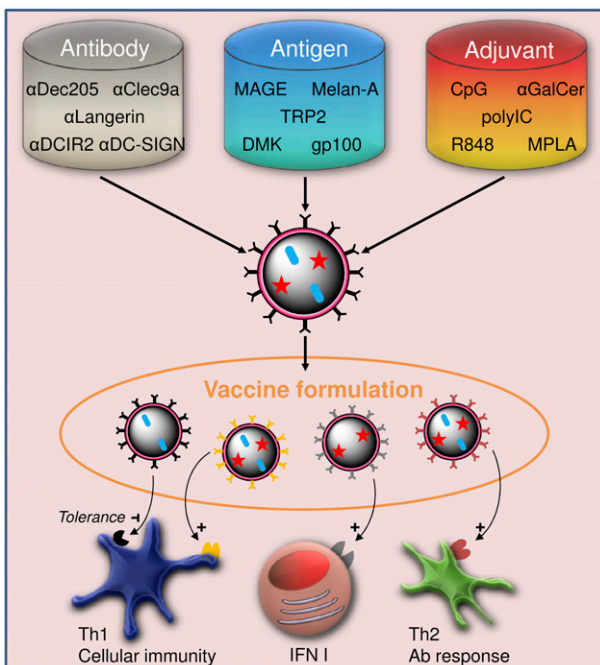 Antibody
αDec205 αClec9a
αLangerin
αDCIR2 αDC-SIGN
Antigen
MAGE Melan-A
TRP2
DMK gp100
Adjuvant
CpG αGalCer
polyIC
R848 MPLA
Vaccine formulation
Tolerance
+
+
+
Th1
Cellular immunity
IFN I
Th2
Ab response